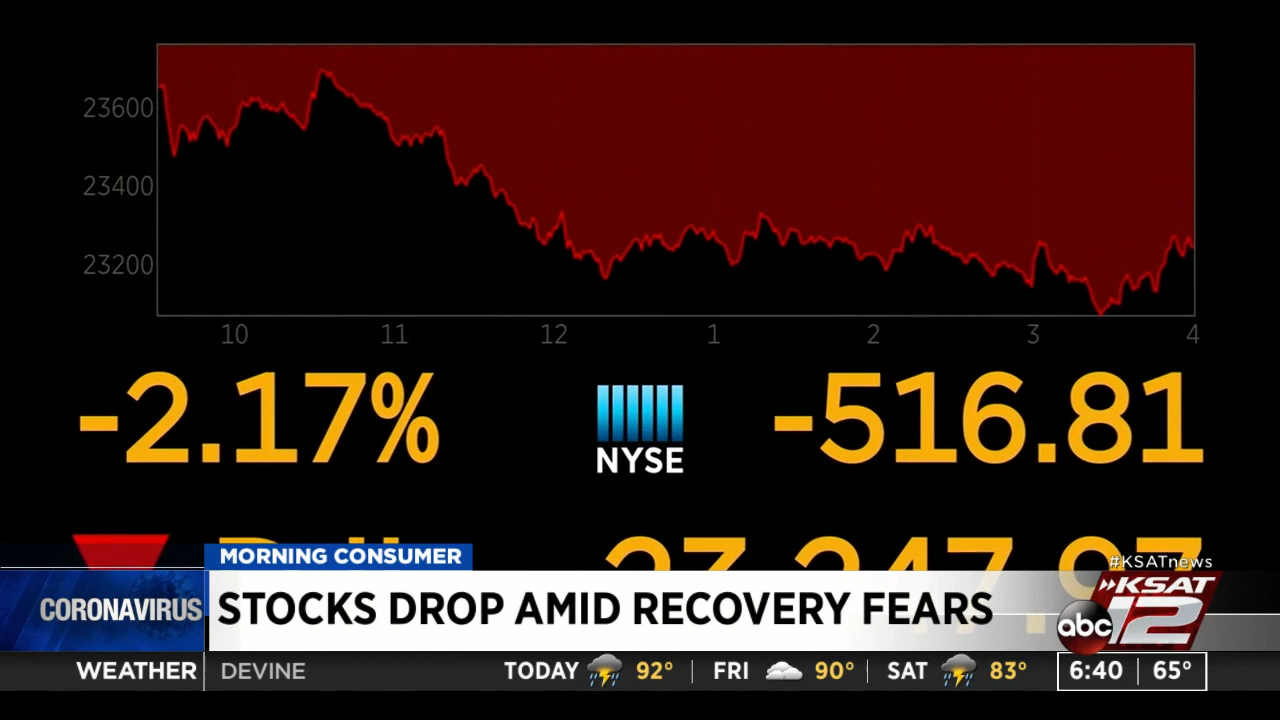 23600
23400
23200
10 11 12 1 2 3 4
-2.17%
NYSE
-516.81
MORNING CONSUMER
#KSATnews
CORONAVIRUS
STOCKS DROP AMID RECOVERY FEARS
KSAT
abc 12
WEATHER DEVINE TODAY 92° FRI 90° SAT 83° 6:40 65°